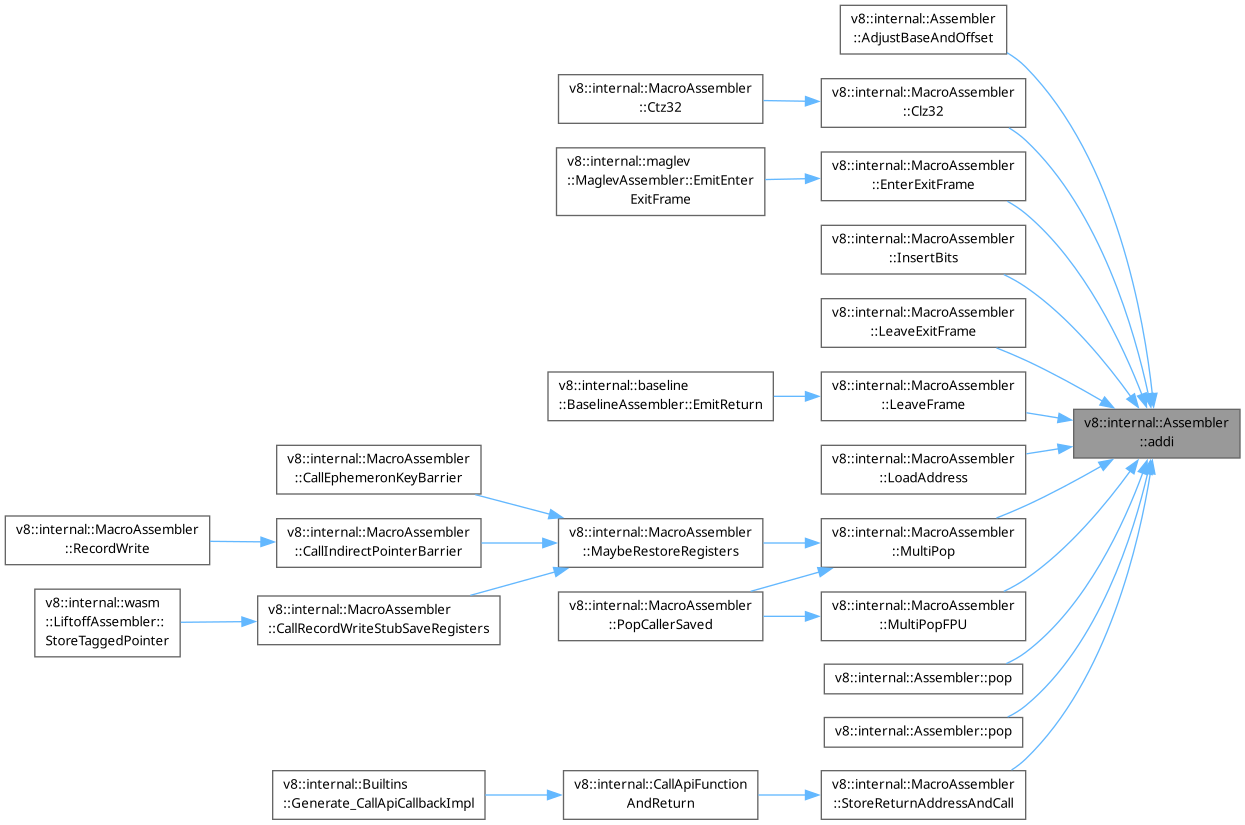 v8::internal::Assembler
::AdjustBaseAndOffset
v8::internal::MacroAssembler
::Ctz32
v8::internal::MacroAssembler
::Clz32
v8::internal::maglev
::MaglevAssembler::EmitEnter
ExitFrame
v8::internal::MacroAssembler
::EnterExitFrame
v8::internal::MacroAssembler
::InsertBits
v8::internal::MacroAssembler
::LeaveExitFrame
v8::internal::baseline
::BaselineAssembler::EmitReturn
v8::internal::MacroAssembler
::LeaveFrame
v8::internal::Assembler
::addi
v8::internal::MacroAssembler
::CallEphemeronKeyBarrier
v8::internal::MacroAssembler
::LoadAddress
v8::internal::MacroAssembler
::RecordWrite
v8::internal::MacroAssembler
::CallIndirectPointerBarrier
v8::internal::MacroAssembler
::MaybeRestoreRegisters
v8::internal::MacroAssembler
::MultiPop
v8::internal::wasm
::LiftoffAssembler::
StoreTaggedPointer
v8::internal::MacroAssembler
::CallRecordWriteStubSaveRegisters
v8::internal::MacroAssembler
::PopCallerSaved
v8::internal::MacroAssembler
::MultiPopFPU
v8::internal::Assembler::pop
v8::internal::Assembler::pop
v8::internal::Builtins
::Generate_CallApiCallbackImpl
v8::internal::CallApiFunction
AndReturn
v8::internal::MacroAssembler
::StoreReturnAddressAndCall